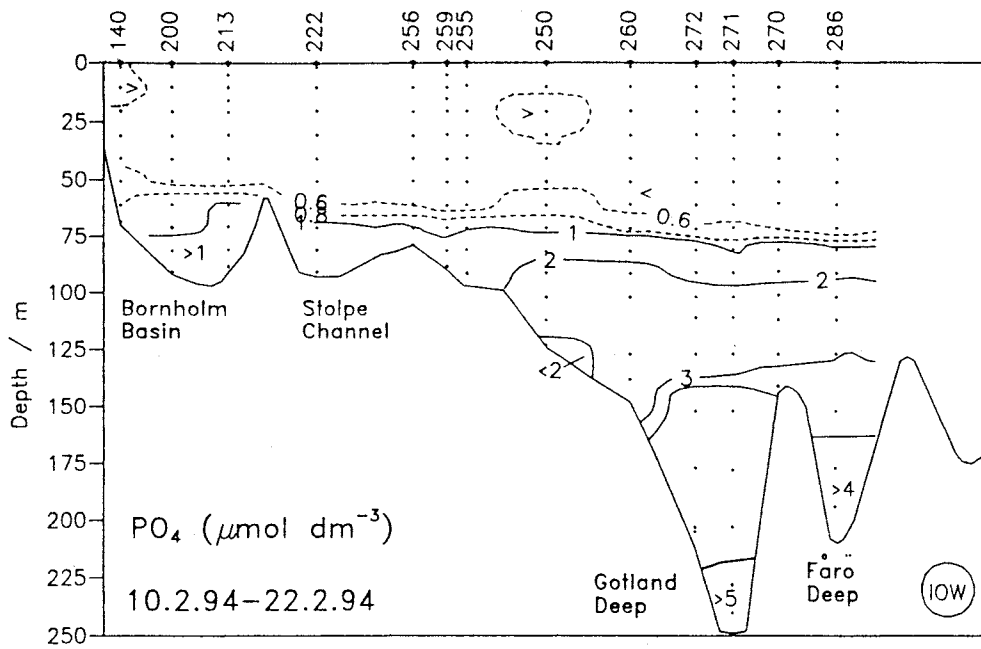 140 200 213 222 256 259 255 250 260 272 271 270 286
0
25
50
75
100
125
150
175
200
225
250
Depth / m
>
>
<
0.6
0.8
1
0.6
1
>1
2
2
<2
3
>4
>5
Bornholm
Basin
Stolpe
Channel
Gotland
Deep
Fårö
Deep
PO₄ (μmol dm⁻³)
10.2.94–22.2.94
IOW